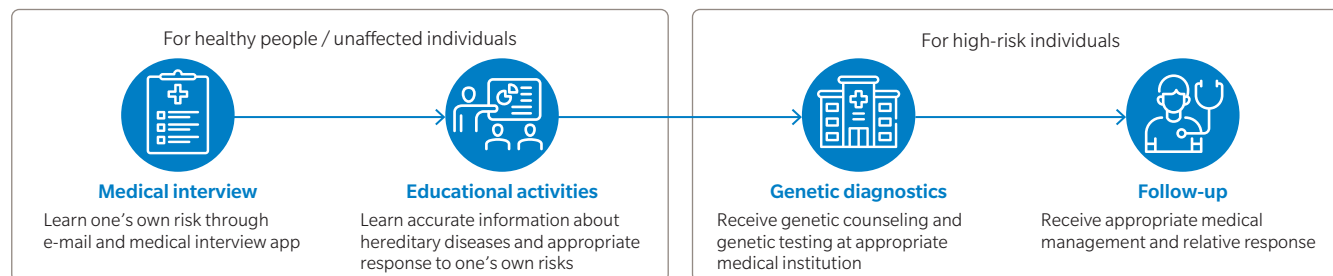 For healthy people / unaffected individuals
Medical interview
Learn one’s own risk through
e-mail and medical interview app
Educational activities
Learn accurate information about
hereditary diseases and appropriate
response to one’s own risks
For high-risk individuals
Genetic diagnostics
Receive genetic counseling and
genetic testing at appropriate
medical institution
Follow-up
Receive appropriate medical
management and relative response